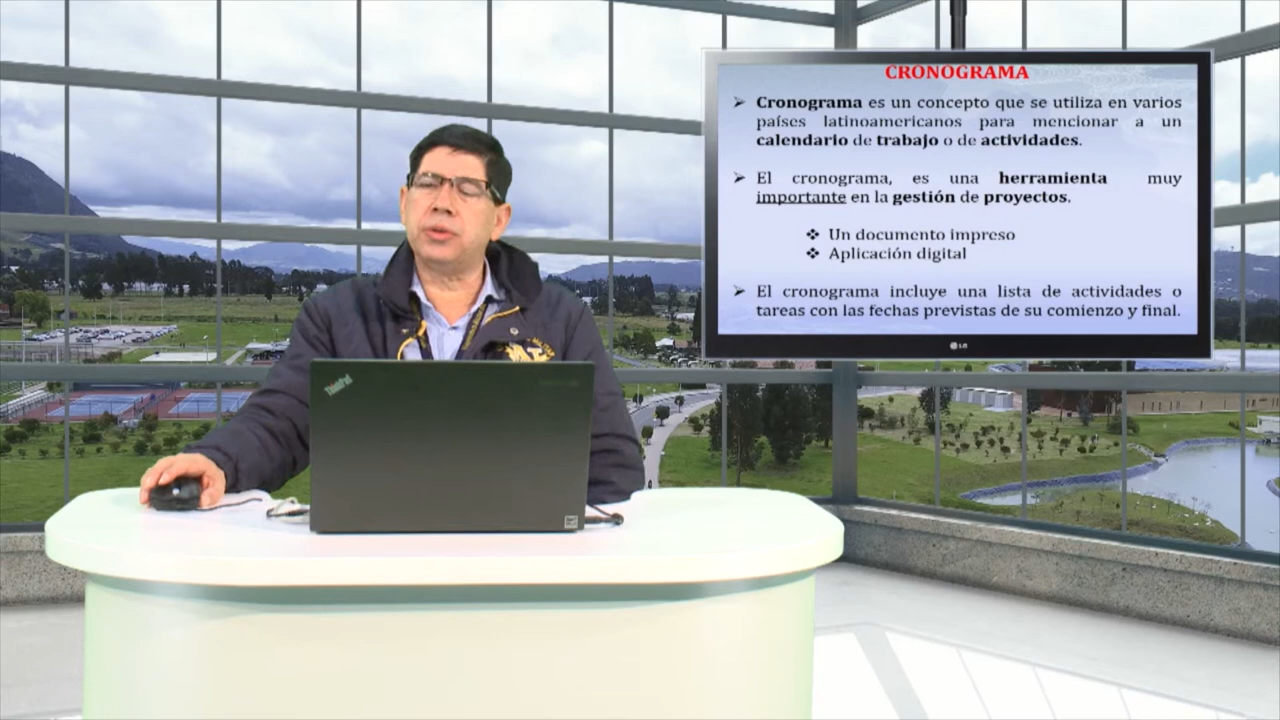 CRONOGRAMA
➢ Cronograma es un concepto que se utiliza en varios
países latinoamericanos para mencionar a un
calendario de trabajo o de actividades.
➢ El cronograma, es una herramienta muy
importante en la gestión de proyectos.
❖ Un documento impreso
❖ Aplicación digital
➢ El cronograma incluye una lista de actividades o
tareas con las fechas previstas de su comienzo y final.
LG
ThinkPad